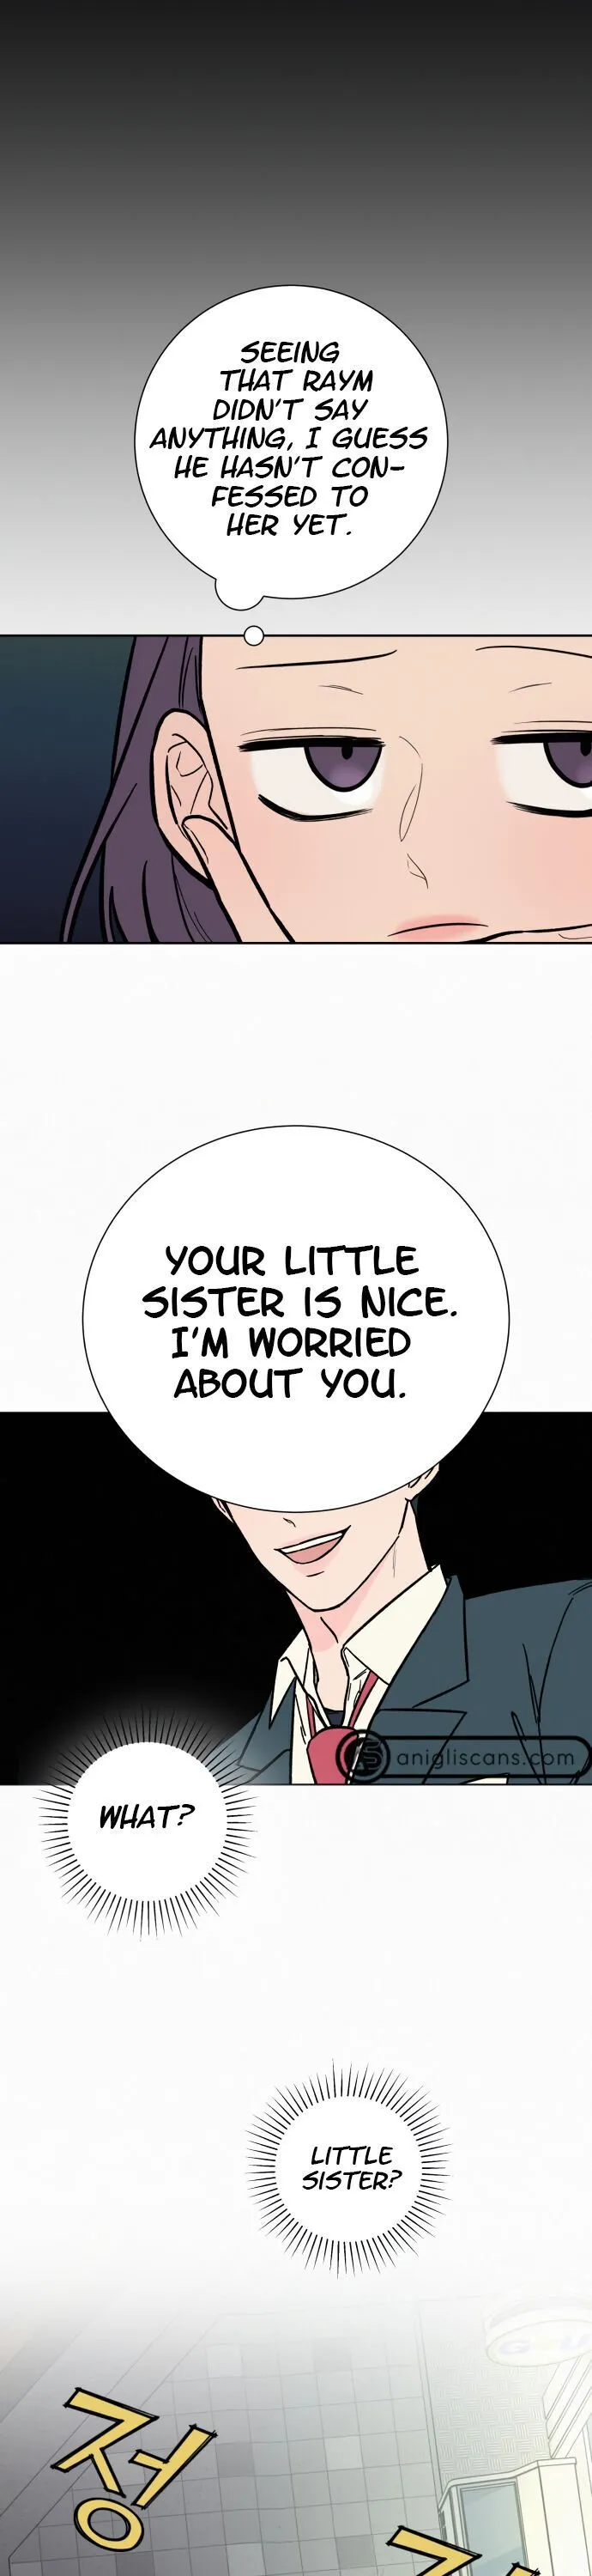 SEEING
THAT RAYM
DIDN'T SAY
ANYTHING, I GUESS
HE HASN'T CON-
FESSED TO
HER YET.
YOUR LITTLE
SISTER IS NICE.
I'M WORRIED
ABOUT YOU.
anigliscans.com
WHAT?
LITTLE
SISTER?
정